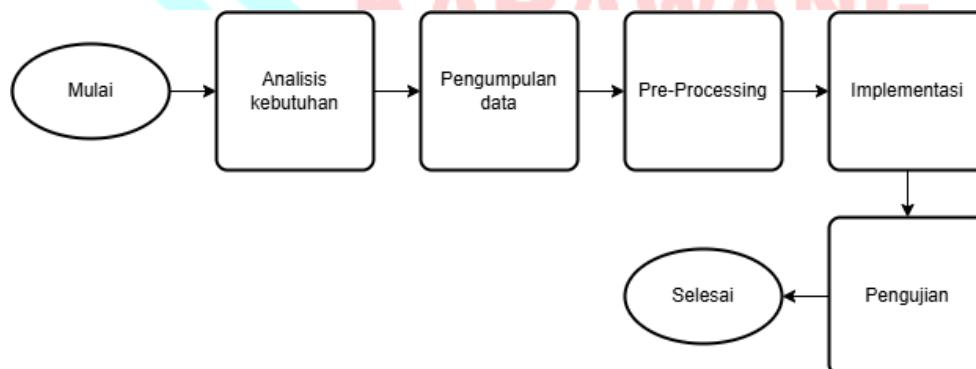 Mulai
Analisis
kebutuhan
Pengumpulan
data
Pre-Processing
Implementasi
Pengujian
Selesai